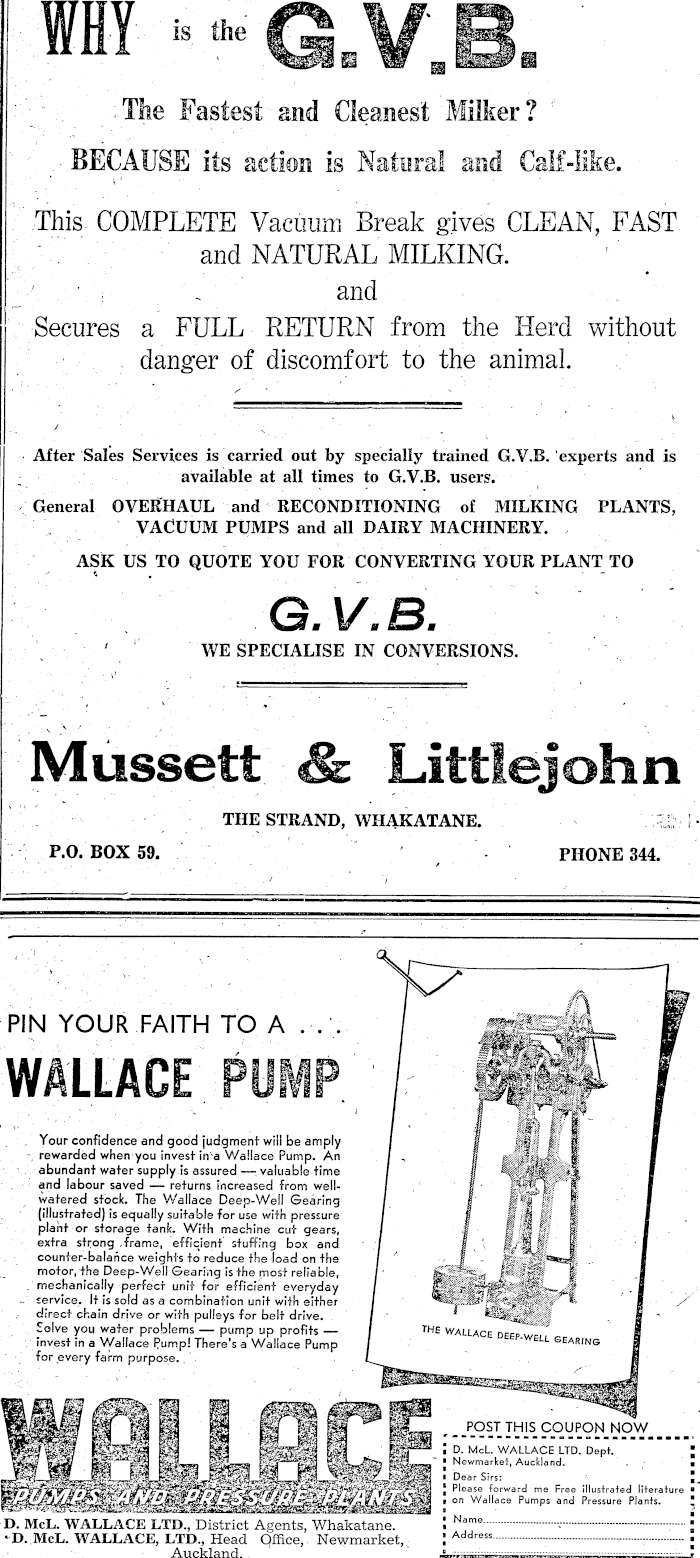 WHY is the G.V.B.
The Fastest and Cleanest Milker?
BECAUSE its action is Natural and Calf-like.
This COMPLETE Vacuum Break gives CLEAN, FAST
and NATURAL MILKING.
and
Secures a FULL RETURN from the Herd without
danger of discomfort to the animal.
After Sales Services is carried out by specially trained G.V.B. experts and is
available at all times to G.V.B. users.
General OVERHAUL and RECONDITIONING of MILKING PLANTS,
VACUUM PUMPS and all DAIRY MACHINERY.
ASK US TO QUOTE YOU FOR CONVERTING YOUR PLANT TO
G.V.B.
WE SPECIALISE IN CONVERSIONS.
Mussett & Littlejohn
THE STRAND, WHAKATANE.
P.O. BOX 59. PHONE 344.
PIN YOUR FAITH TO A . . .
WALLACE PUMP
Your confidence and good judgment will be amply
rewarded when you invest in a Wallace Pump. An
abundant water supply is assured — valuable time
and labour saved — returns increased from well-
watered stock. The Wallace Deep-Well Gearing
(illustrated) is equally suitable for use with pressure
plant or storage tank. With machine cut gears,
extra strong frame, efficient stuffing box and
counter-balance weights to reduce the load on the
motor, the Deep-Well Gearing is the most reliable,
mechanically perfect unit for efficient everyday
service. It is sold as a combination unit with either
direct chain drive or with pulleys for belt drive.
Solve you water problems — pump up profits —
invest in a Wallace Pump! There's a Wallace Pump
for every farm purpose.
THE WALLACE DEEP-WELL GEARING
WALLACE
PUMPS AND PRESSURE PLANTS
D. McL. WALLACE LTD., District Agents, Whakatane.
D. McL. WALLACE, LTD., Head Office, Newmarket,
Auckland.
POST THIS COUPON NOW
D. McL. WALLACE LTD. Dept.
Newmarket, Auckland.
Dear Sirs:
Please forward me Free illustrated literature
on Wallace Pumps and Pressure Plants.
Name
Address